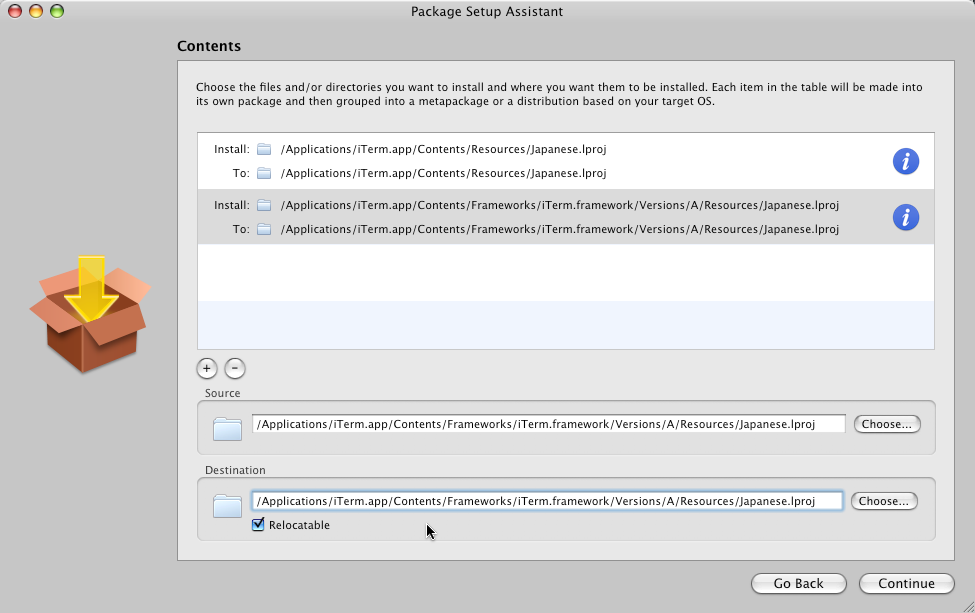 Package Setup Assistant
Contents
Choose the files and/or directories you want to install and where you want them to be installed. Each item in the table will be made into
its own package and then grouped into a metapackage or a distribution based on your target OS.
Install: /Applications/iTerm.app/Contents/Resources/Japanese.lproj
To: /Applications/iTerm.app/Contents/Resources/Japanese.lproj
Install: /Applications/iTerm.app/Contents/Frameworks/iTerm.framework/Versions/A/Resources/Japanese.lproj
To: /Applications/iTerm.app/Contents/Frameworks/iTerm.framework/Versions/A/Resources/Japanese.lproj
Source
/Applications/iTerm.app/Contents/Frameworks/iTerm.framework/Versions/A/Resources/Japanese.lproj Choose...
Destination
/Applications/iTerm.app/Contents/Frameworks/iTerm.framework/Versions/A/Resources/Japanese.lproj Choose...
Relocatable
Go Back Continue